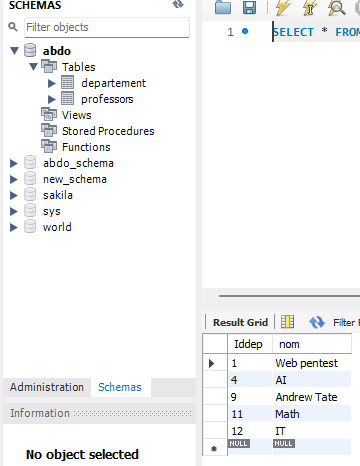 SCHEMAS
Filter objects
abdo
Tables
departement
professors
Views
Stored Procedures
Functions
abdo_schema
new_schema
sakila
sys
world
Administration Schemas
Information
No object selected
1 SELECT * FROM
Result Grid Filter
Iddep nom
1 Web pentest
4 AI
9 Andrew Tate
11 Math
12 IT
NULL NULL